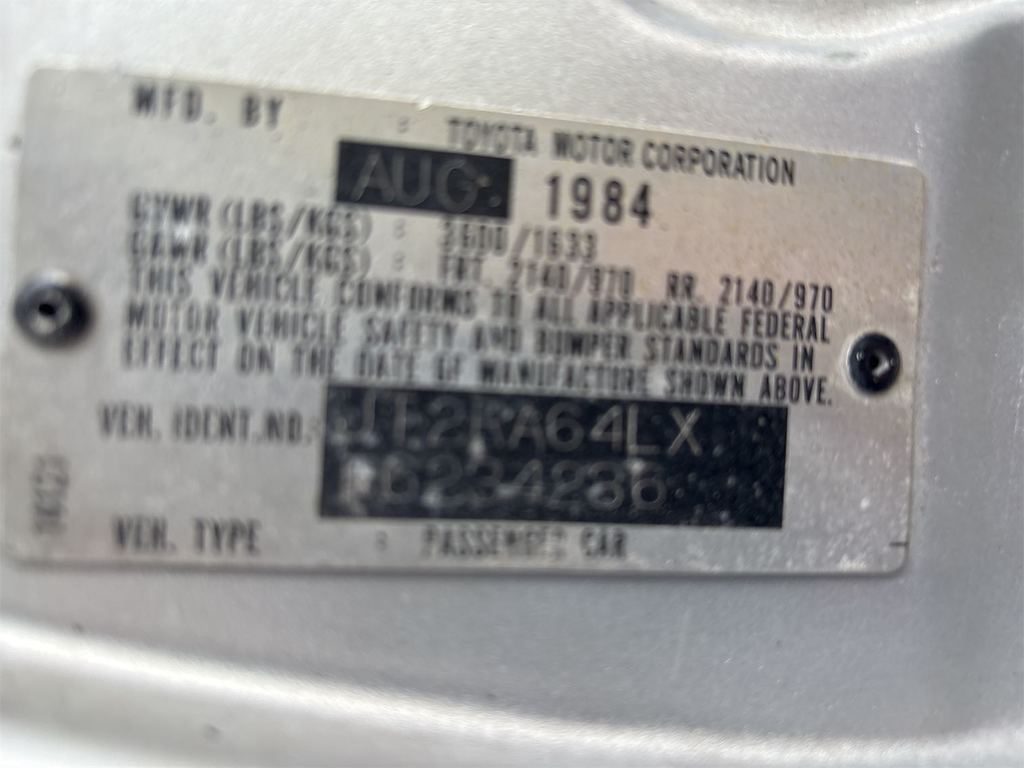 MFD. BY : TOYOTA MOTOR CORPORATION
AUG 1984
GVWR (LBS/KGS) : 3600/1633
GAWR (LBS/KGS) : FRT. 2140/970 RR. 2140/970
THIS VEHICLE CONFORMS TO ALL APPLICABLE FEDERAL
MOTOR VEHICLE SAFETY AND BUMPER STANDARDS IN
EFFECT ON THE DATE OF MANUFACTURE SHOWN ABOVE.
VEH. IDENT.NO. JT2RA64LX
VEH. TYPE : PASSENGER CAR